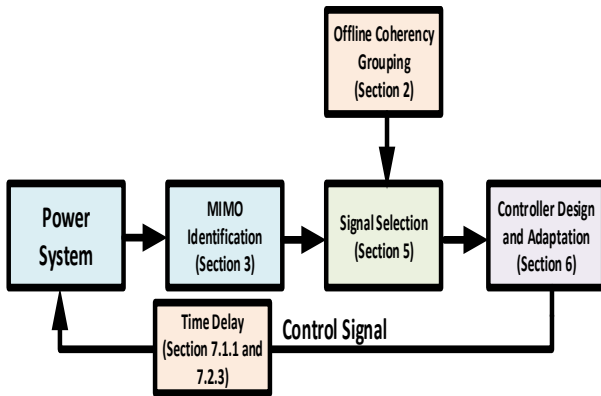 Offline Coherency
Grouping
(Section 2)
Power
System
MIMO
Identification
(Section 3)
Signal Selection
(Section 5)
Controller Design
and Adaptation
(Section 6)
Time Delay
(Section 7.1.1 and
7.2.3)
Control Signal